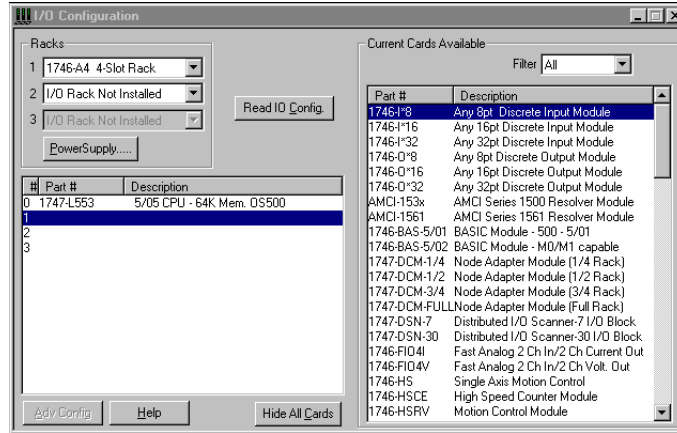 I/O Configuration
Racks
1 1746-A4 4-Slot Rack
2 I/O Rack Not Installed
3 I/O Rack Not Installed
PowerSupply.....
Read IO Config.
# Part # Description
0 1747-L553 5/05 CPU - 64K Mem. OS500
1
2
3
Adv Config
Help
Hide All Cards
Current Cards Available
Filter All
Part # Description
1746-I*8 Any 8pt Discrete Input Module
1746-I*16 Any 16pt Discrete Input Module
1746-I*32 Any 32pt Discrete Input Module
1746-O*8 Any 8pt Discrete Output Module
1746-O*16 Any 16pt Discrete Output Module
1746-O*32 Any 32pt Discrete Output Module
AMCI-153x AMCI Series 1500 Resolver Module
AMCI-1561 AMCI Series 1561 Resolver Module
1746-BAS-5/01 BASIC Module - 500 - 5/01
1746-BAS-5/02 BASIC Module - M0/M1 capable
1747-DCM-1/4 Node Adapter Module (1/4 Rack)
1747-DCM-1/2 Node Adapter Module (1/2 Rack)
1747-DCM-3/4 Node Adapter Module (3/4 Rack)
1747-DCM-FULL Node Adapter Module (Full Rack)
1747-DSN-7 Distributed I/O Scanner-7 I/O Block
1747-DSN-30 Distributed I/O Scanner-30 I/O Block
1746-FIO4I Fast Analog 2 Ch In/2 Ch Current Out
1746-FIO4V Fast Analog 2 Ch In/2 Ch Volt. Out
1746-HS Single Axis Motion Control
1746-HSCE High Speed Counter Module
1746-HSRV Motion Control Module